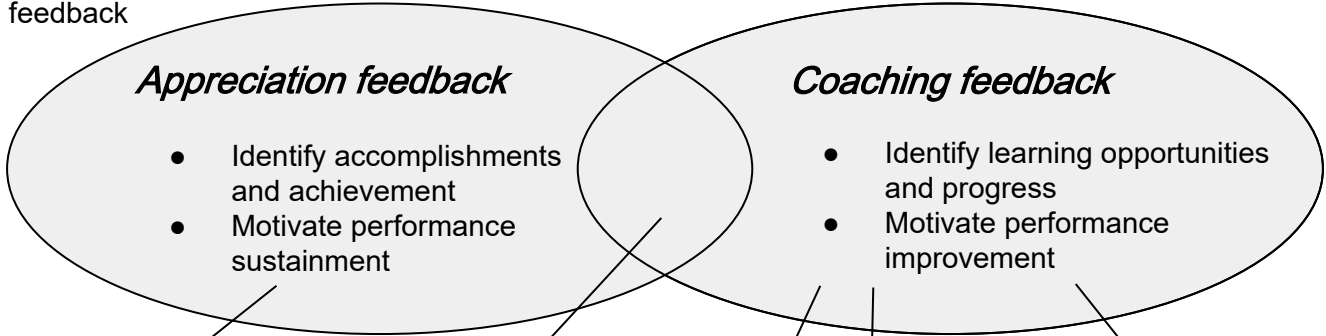 feedback
Appreciation feedback
● Identify accomplishments
and achievement
● Motivate performance
sustainment
Coaching feedback
● Identify learning opportunities
and progress
● Motivate performance
improvement